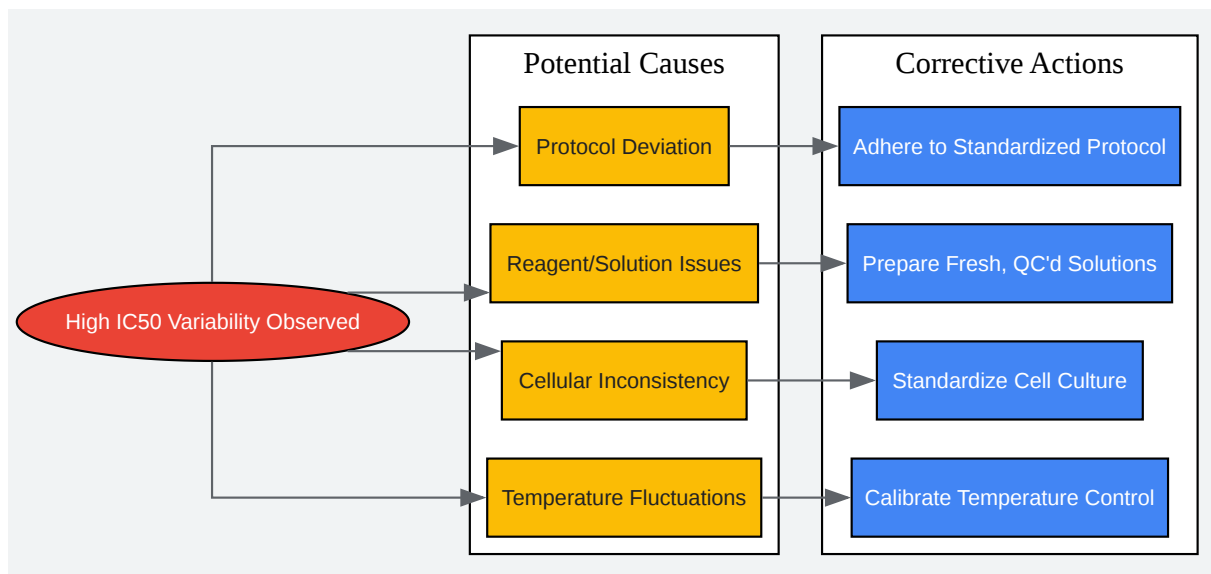 High IC50 Variability Observed
Potential Causes
Protocol Deviation
Reagent/Solution Issues
Cellular Inconsistency
Temperature Fluctuations
Corrective Actions
Adhere to Standardized Protocol
Prepare Fresh, QC'd Solutions
Standardize Cell Culture
Calibrate Temperature Control